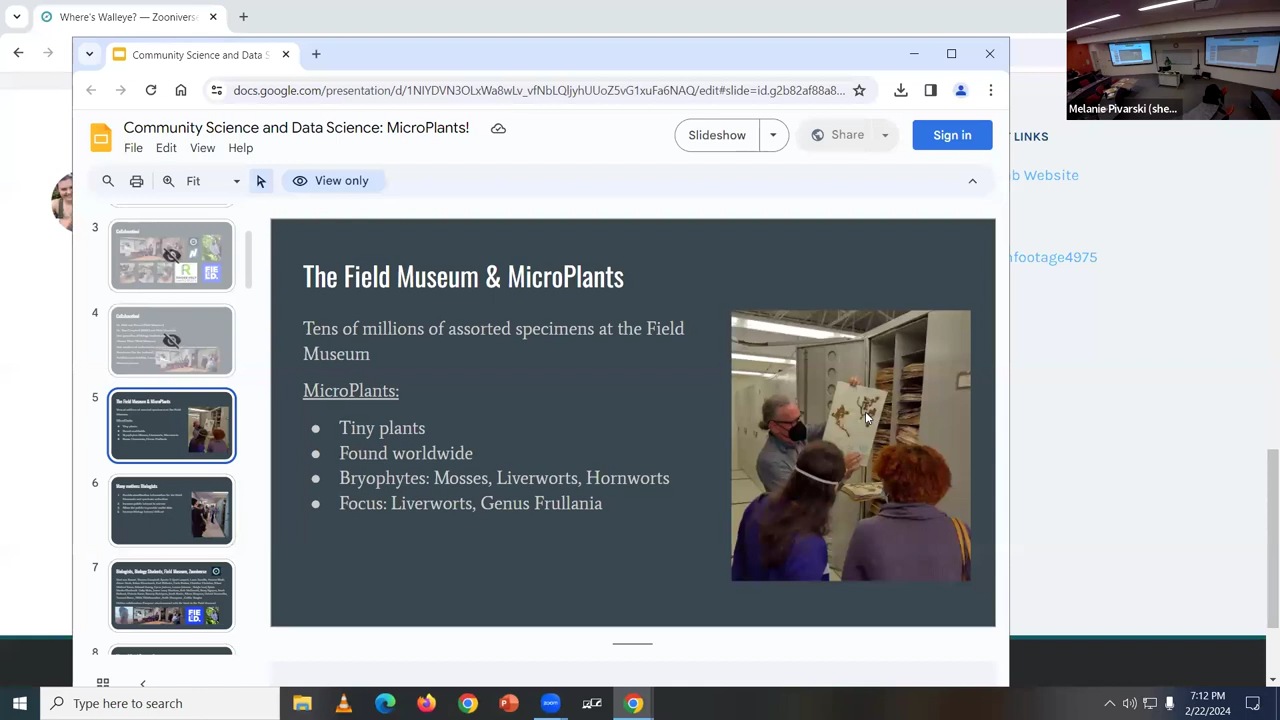 Where's Walleye? — Zoonivers
Community Science and Data S
docs.google.com/presentation/d/1NIYDVN3OLXxAswLv_vfNbLQljyhUUoZ5vG1xuFa6NAQ/edit#slide=id.g2b82af88a8...
Community Science and Data Science: MicroPlants!
File Edit View Help
Slideshow
Share
Sign in
Fit
View only
3
4
5
6
7
8
The Field Museum & MicroPlants
Tens of millions of assorted specimens at the Field
Museum
MicroPlants:
● Tiny plants
● Found worldwide
● Bryophytes: Mosses, Liverworts, Hornworts
● Focus Liverworts, Genus Frullania
Melanie Pivarski (she...
LINKS
b Website
nfootage4975
Type here to search
7:12 PM
2/22/2024